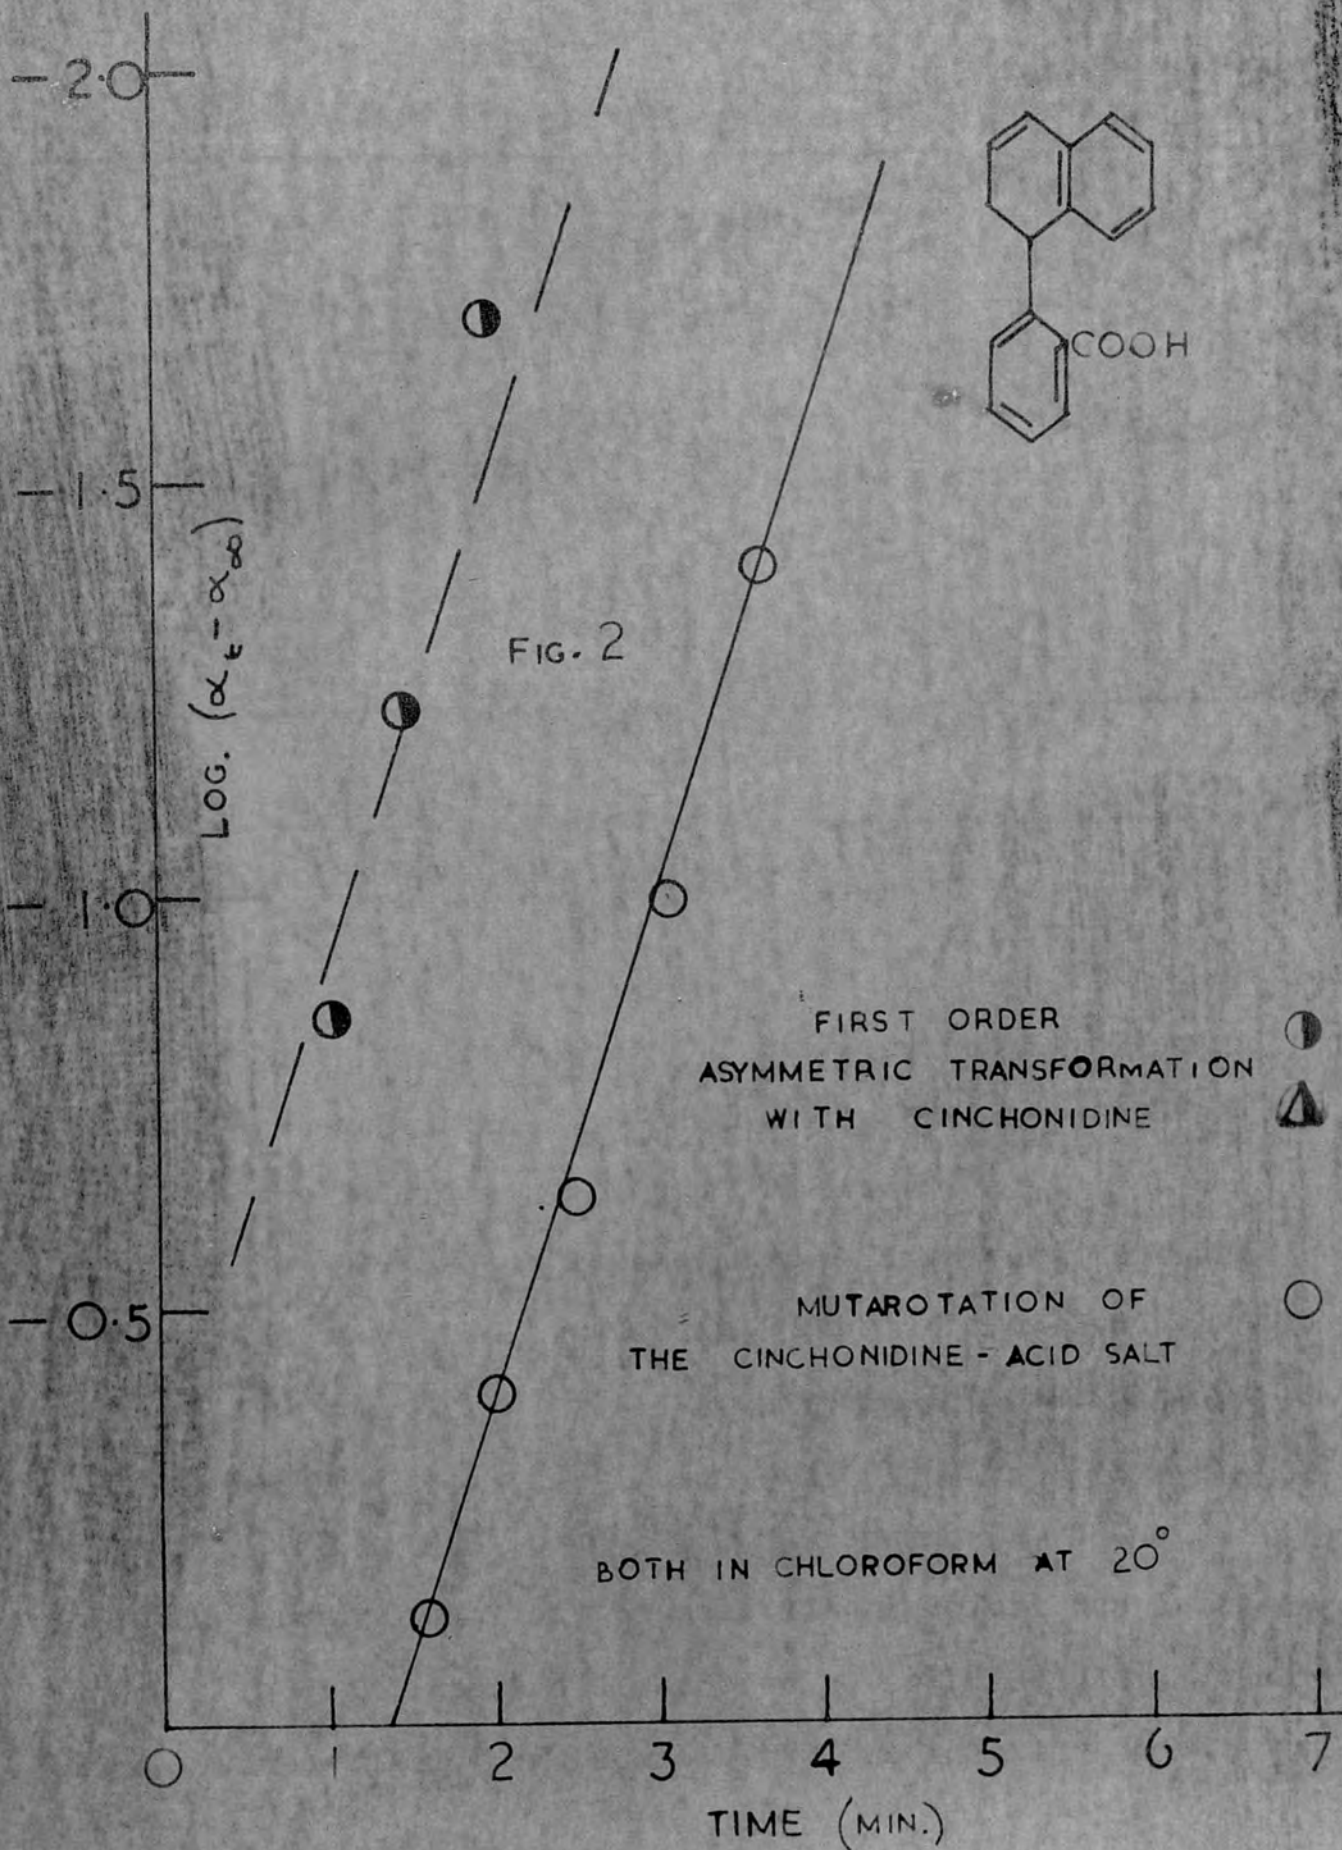 -2.0
COOH
-1.5
LOG. (α_t - α_∞)
FIG. 2
-1.0
FIRST ORDER
ASYMMETRIC TRANSFORMATION
WITH CINCHONIDINE
-0.5
MUTAROTATION OF
THE CINCHONIDINE - ACID SALT
BOTH IN CHLOROFORM AT 20°
0 1 2 3 4 5 6 7
TIME (MIN.)